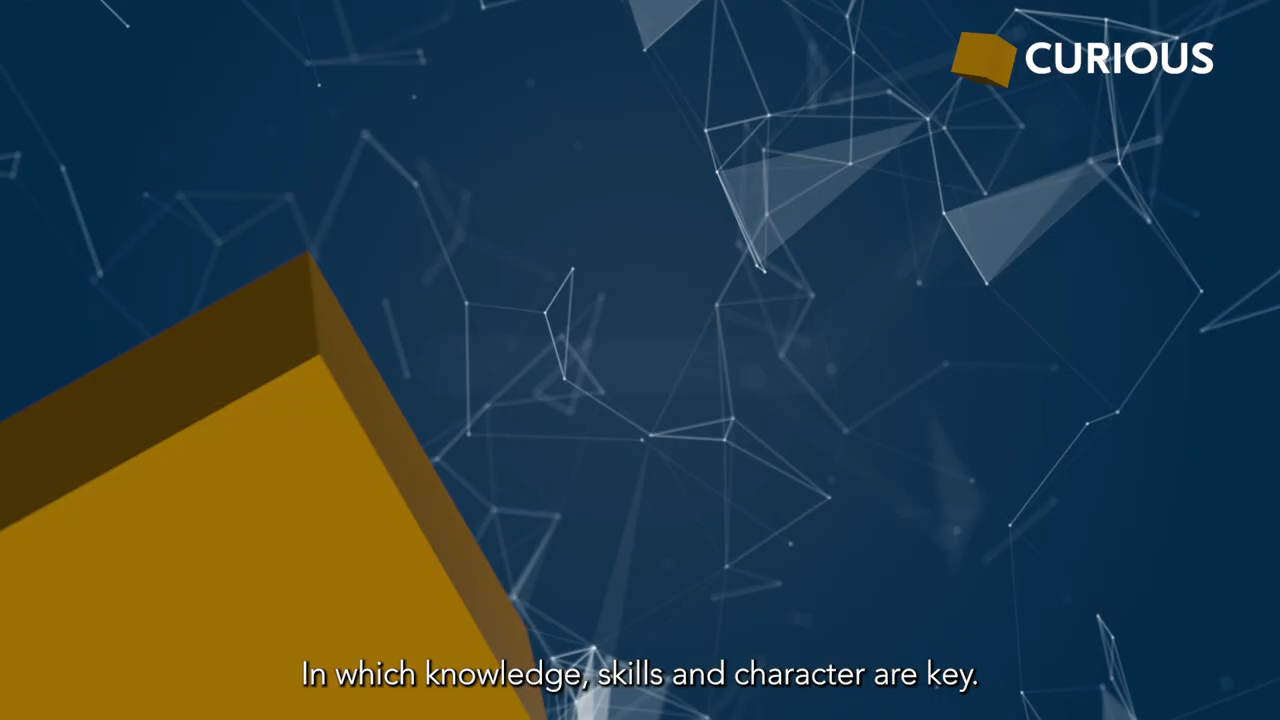 CURIOUS
In which knowledge, skills and character are key.